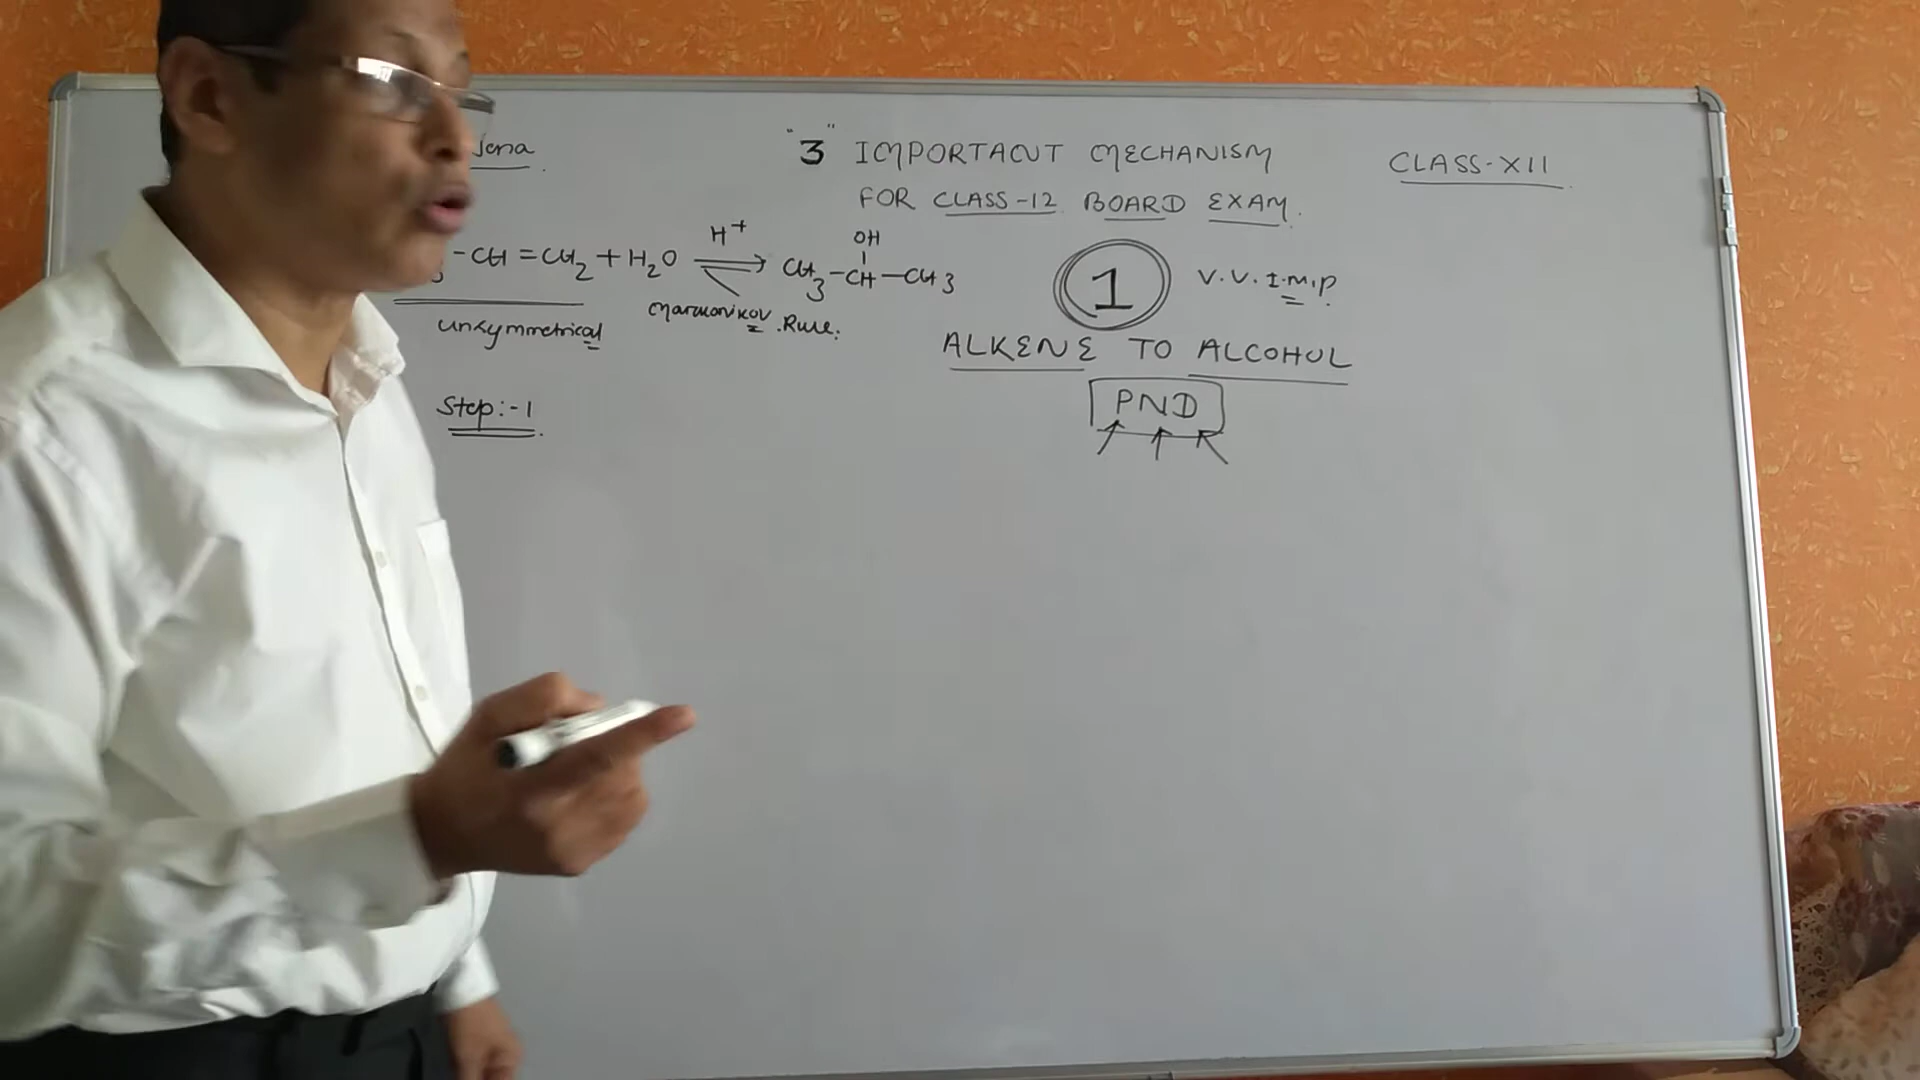 Jena.
"3" IMPORTANT MECHANISM
FOR CLASS-12 BOARD EXAM.
CLASS-XII
3-CH=CH2+H2O H+ CH3-CH-CH3
OH
unsymmetrical
Markonikov Rule.
1 V.V.I.M.P.
ALKENE TO ALCOHOL
PND
Step:-1